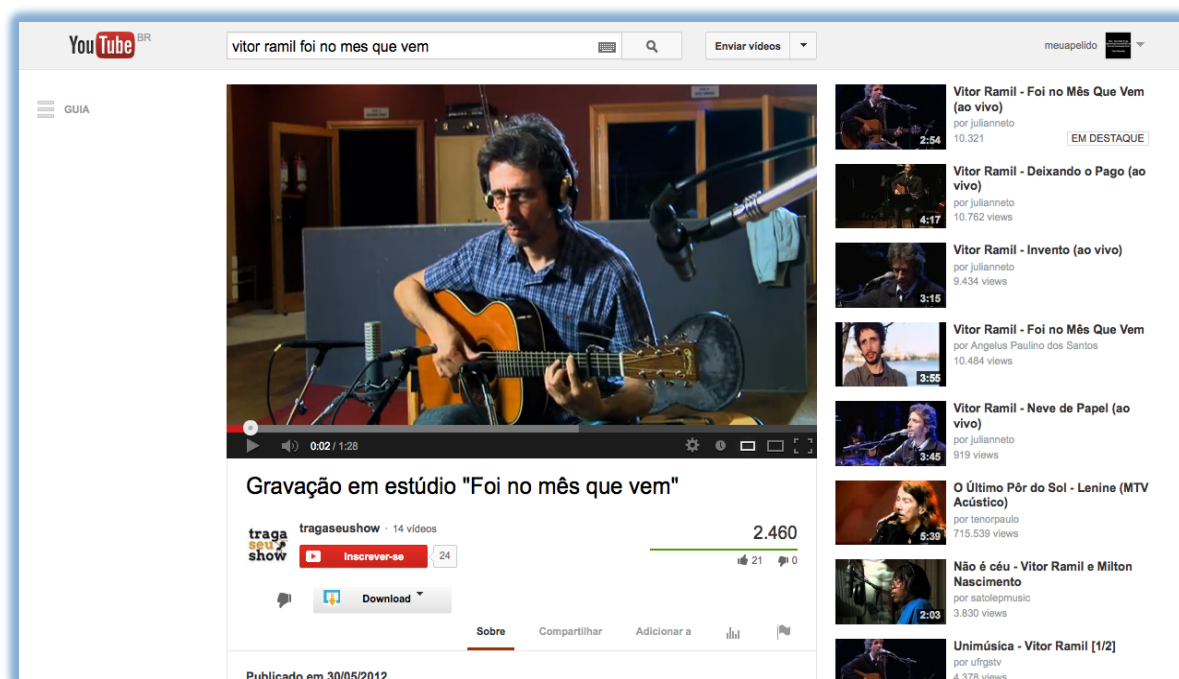 YouTube BR
vitor ramil foi no mes que vem
Enviar vídeos
meuapelido
GUIA
0:02 / 1:28
Gravação em estúdio "Foi no mês que vem"
traga
seu
show
tragaseushow · 14 vídeos
Inscrever-se
24
2.460
21
0
Download
Sobre
Compartilhar
Adicionar a
Publicado em 30/05/2012
2:54
Vitor Ramil - Foi no Mês Que Vem
(ao vivo)
por julianneto
10.321
EM DESTAQUE
4:17
Vitor Ramil - Deixando o Pago (ao
vivo)
por julianneto
10.762 views
3:15
Vitor Ramil - Invento (ao vivo)
por julianneto
9.434 views
3:55
Vitor Ramil - Foi no Mês Que Vem
por Angelus Paulino dos Santos
10.484 views
3:45
Vitor Ramil - Neve de Papel (ao
vivo)
por julianneto
919 views
5:39
O Último Pôr do Sol - Lenine (MTV
Acústico)
por tenorpaulo
715.539 views
2:03
Não é céu - Vitor Ramil e Milton
Nascimento
por satolepmusic
3.830 views
Unimúsica - Vitor Ramil [1/2]
por ufrgstv
4.378 views